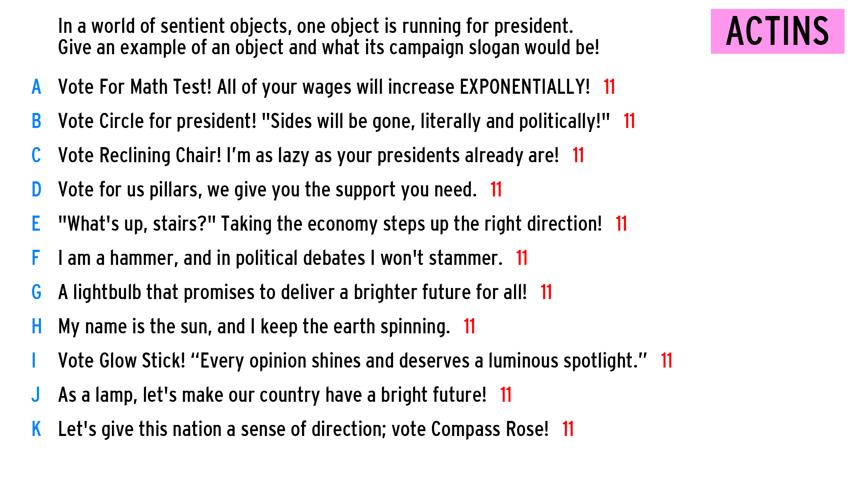 In a world of sentient objects, one object is running for president.
Give an example of an object and what its campaign slogan would be!
ACTINS
A Vote For Math Test! All of your wages will increase EXPONENTIALLY! 11
B Vote Circle for president! "Sides will be gone, literally and politically!" 11
C Vote Reclining Chair! I’m as lazy as your presidents already are! 11
D Vote for us pillars, we give you the support you need. 11
E "What's up, stairs?" Taking the economy steps up the right direction! 11
F I am a hammer, and in political debates I won't stammer. 11
G A lightbulb that promises to deliver a brighter future for all! 11
H My name is the sun, and I keep the earth spinning. 11
I Vote Glow Stick! “Every opinion shines and deserves a luminous spotlight.” 11
J As a lamp, let's make our country have a bright future! 11
K Let's give this nation a sense of direction; vote Compass Rose! 11